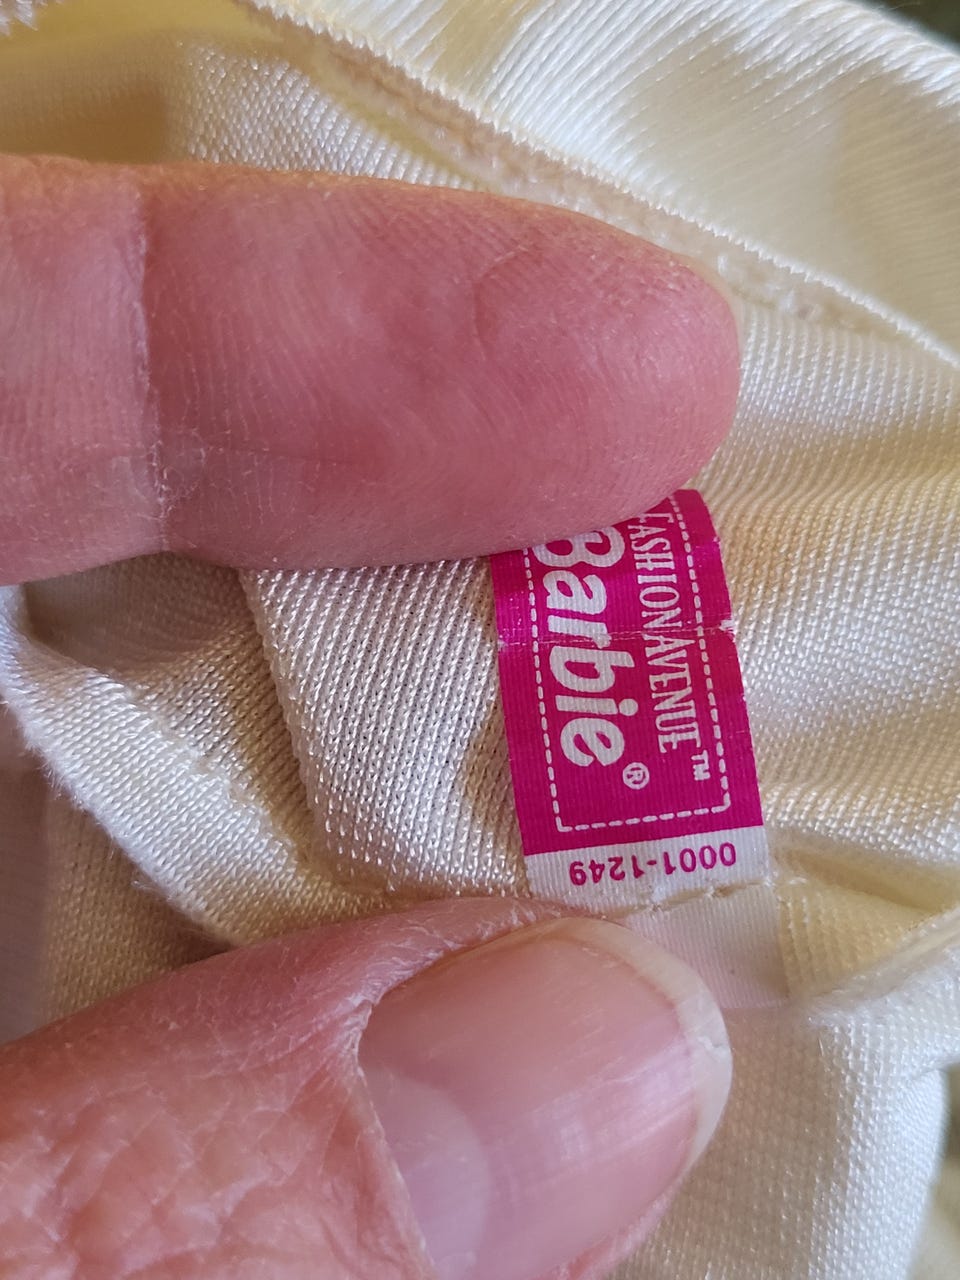 FASHION AVENUE™
Barbie®
0001-1249